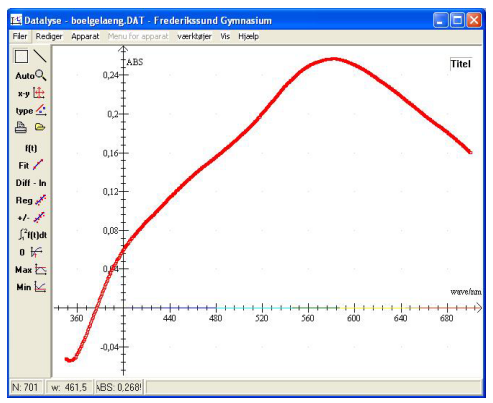 Datalyse - boelgelaeng.DAT - Frederikssund Gymnasium
Filer Rediger Apparat Menu for apparat værktøjer Vis Hjælp
Auto
x-y
type
f(t)
Fit
Diff - In
Reg
+/-
∫²f(t)dt
0
Max
Min
ABS
Titel
0,24
0,2
0,16
0,12
0,08
0,04
-0,04
wave/nm
360 440 480 520 560 600 640 680
N: 701 w: 461,5 ABS: 0,268!